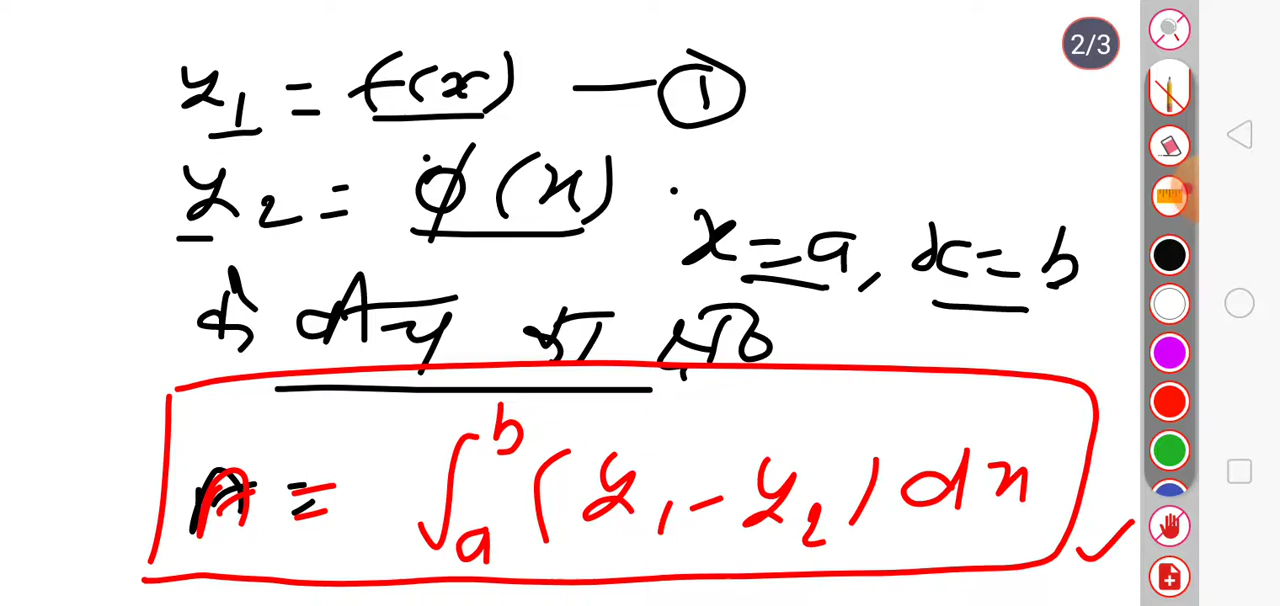 2/3
y₁ = f(x) — ①
y₂ = ϕ(x)
x = a, x = b
A = ∫ₐᵇ (y₁ - y₂) dx